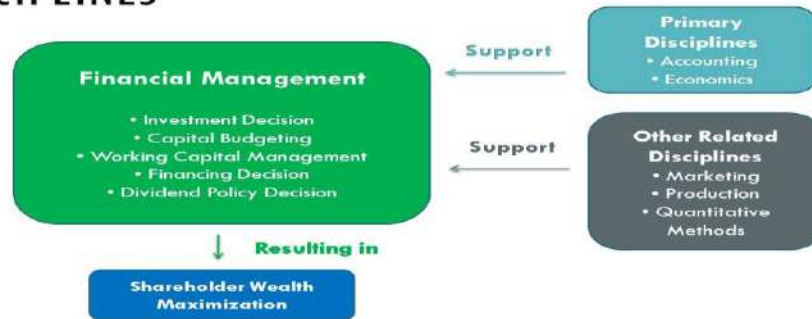 Financial Management
• Investment Decision
• Capital Budgeting
• Working Capital Management
• Financing Decision
• Dividend Policy Decision
Support
Primary
Disciplines
• Accounting
• Economics
Support
Other Related
Disciplines
• Marketing
• Production
• Quantitative
Methods
Resulting in
Shareholder Wealth
Maximization